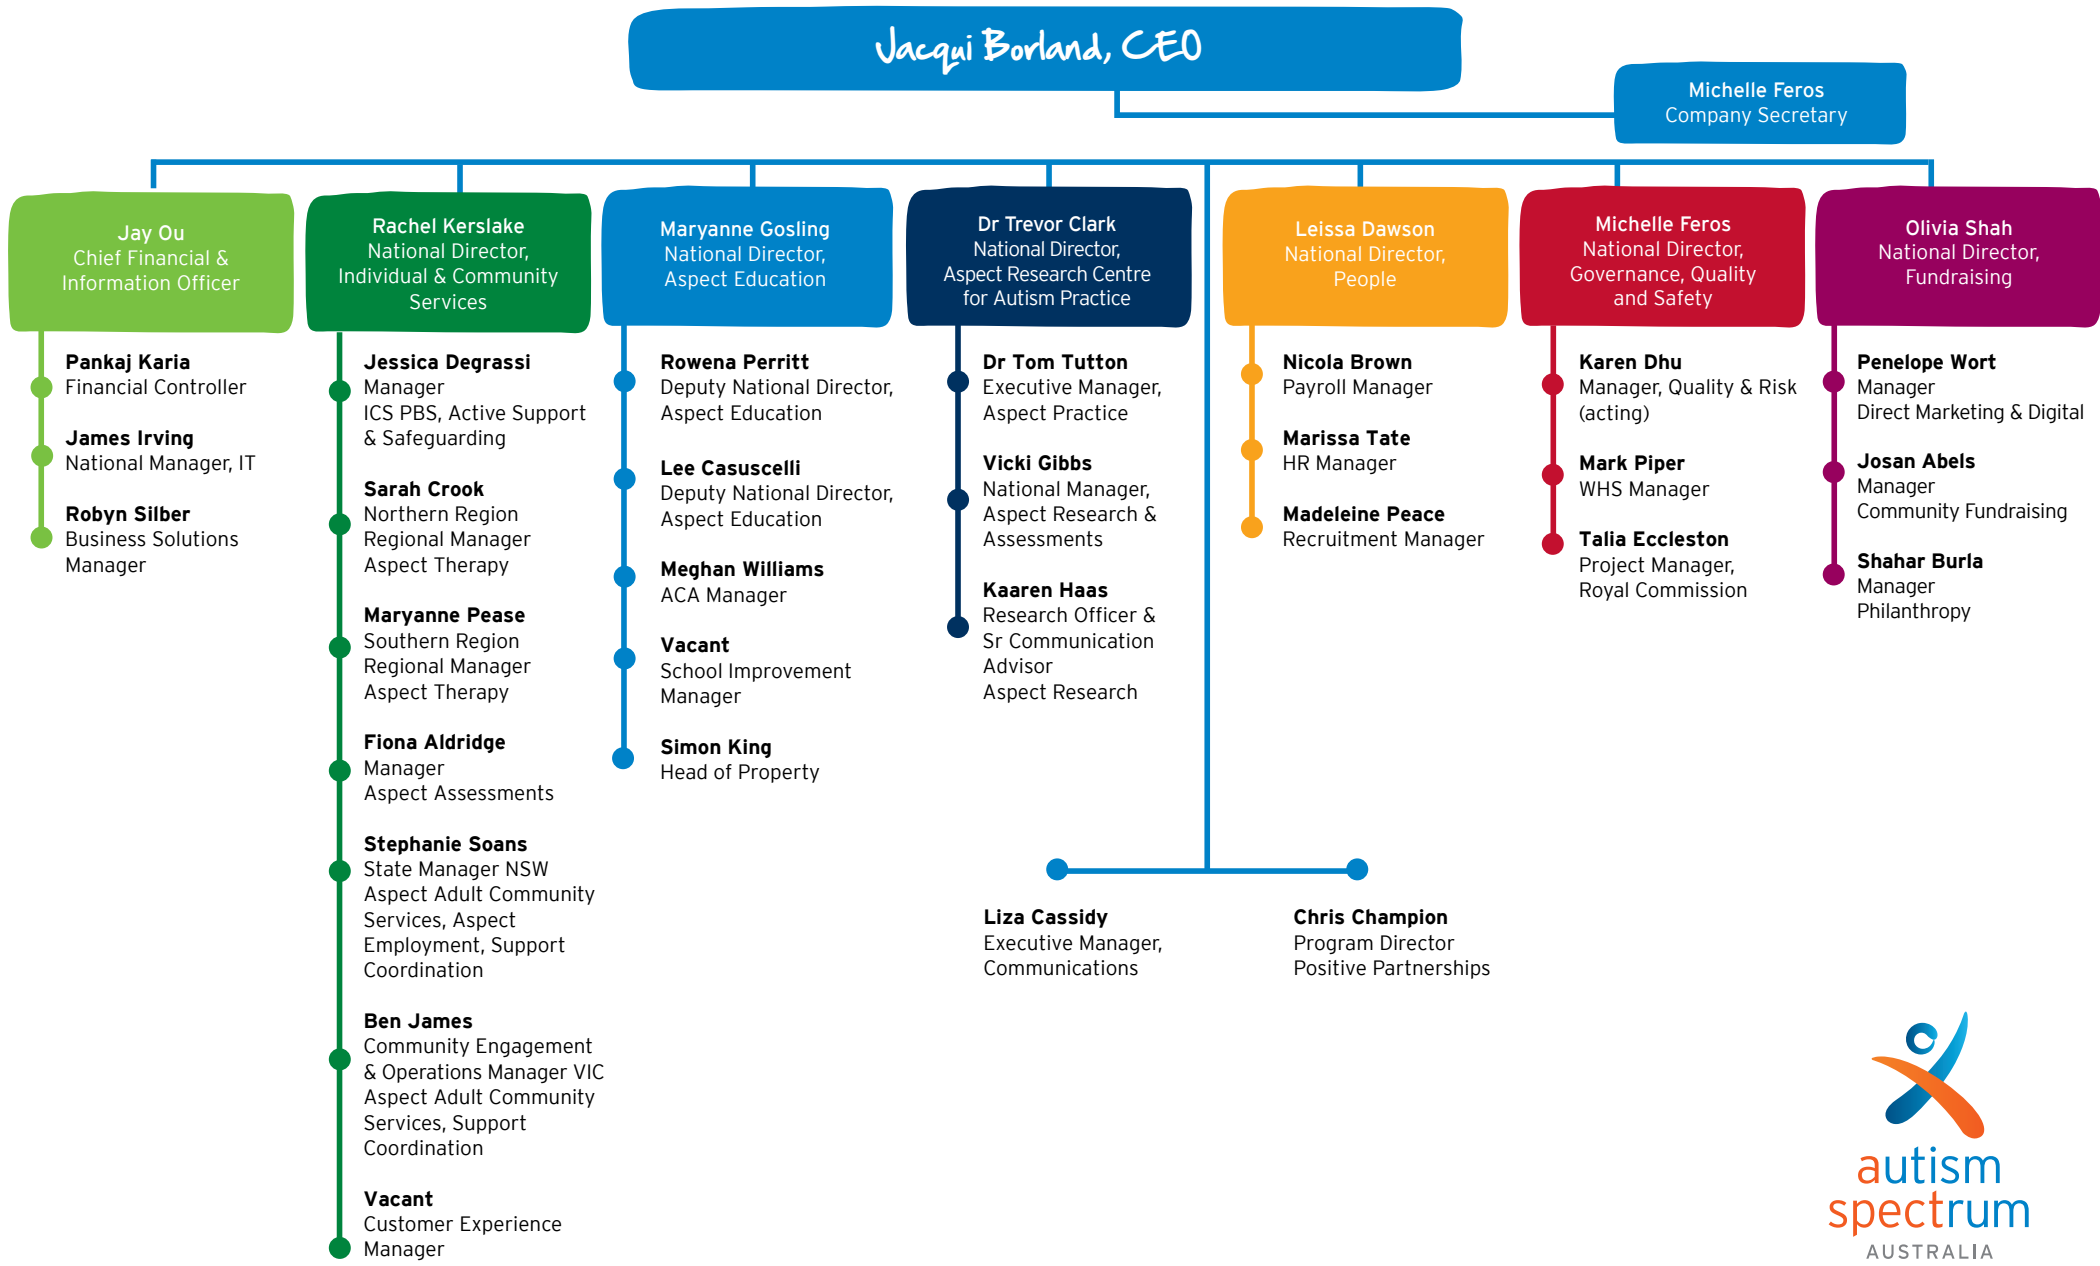 Jacqui Borland, CEO
Michelle Feros
Company Secretary
Jay Ou
Chief Financial &
Information Officer
Pankaj Karia
Financial Controller
James Irving
National Manager, IT
Robyn Silber
Business Solutions
Manager
Rachel Kerslake
National Director,
Individual & Community
Services
Jessica Degrassi
Manager
ICS PBS, Active Support
& Safeguarding
Sarah Crook
Northern Region
Regional Manager
Aspect Therapy
Maryanne Pease
Southern Region
Regional Manager
Aspect Therapy
Fiona Aldridge
Manager
Aspect Assessments
Stephanie Soans
State Manager NSW
Aspect Adult Community
Services, Aspect
Employment, Support
Coordination
Ben James
Community Engagement
& Operations Manager VIC
Aspect Adult Community
Services, Support
Coordination
Vacant
Customer Experience
Manager
Maryanne Gosling
National Director,
Aspect Education
Rowena Perritt
Deputy National Director,
Aspect Education
Lee Casuscelli
Deputy National Director,
Aspect Education
Meghan Williams
ACA Manager
Vacant
School Improvement
Manager
Simon King
Head of Property
Dr Trevor Clark
National Director,
Aspect Research Centre
for Autism Practice
Dr Tom Tutton
Executive Manager,
Aspect Practice
Vicki Gibbs
National Manager,
Aspect Research &
Assessments
Kaaren Haas
Research Officer &
Sr Communication
Advisor
Aspect Research
Liza Cassidy
Executive Manager,
Communications
Chris Champion
Program Director
Positive Partnerships
Leissa Dawson
National Director,
People
Nicola Brown
Payroll Manager
Marissa Tate
HR Manager
Madeleine Peace
Recruitment Manager
Michelle Feros
National Director,
Governance, Quality
and Safety
Karen Dhu
Manager, Quality & Risk
(acting)
Mark Piper
WHS Manager
Talia Eccleston
Project Manager,
Royal Commission
Olivia Shah
National Director,
Fundraising
Penelope Wort
Manager
Direct Marketing & Digital
Josan Abels
Manager
Community Fundraising
Shahar Burla
Manager
Philanthropy
autism
spectrum
AUSTRALIA